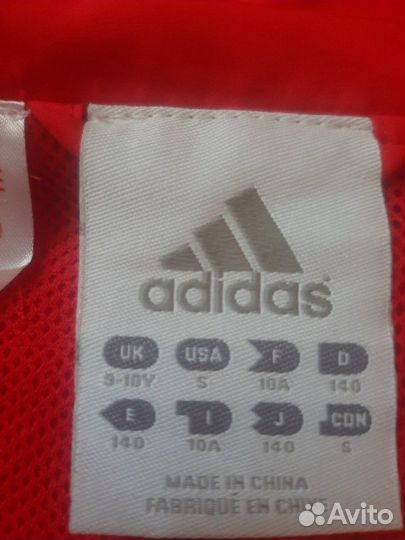 adidas
UK USA F D
9-10Y S 10A 140
E I J CDN
140 10A 140 S
MADE IN CHINA
FABRIQUÉ EN CHINE
Avito